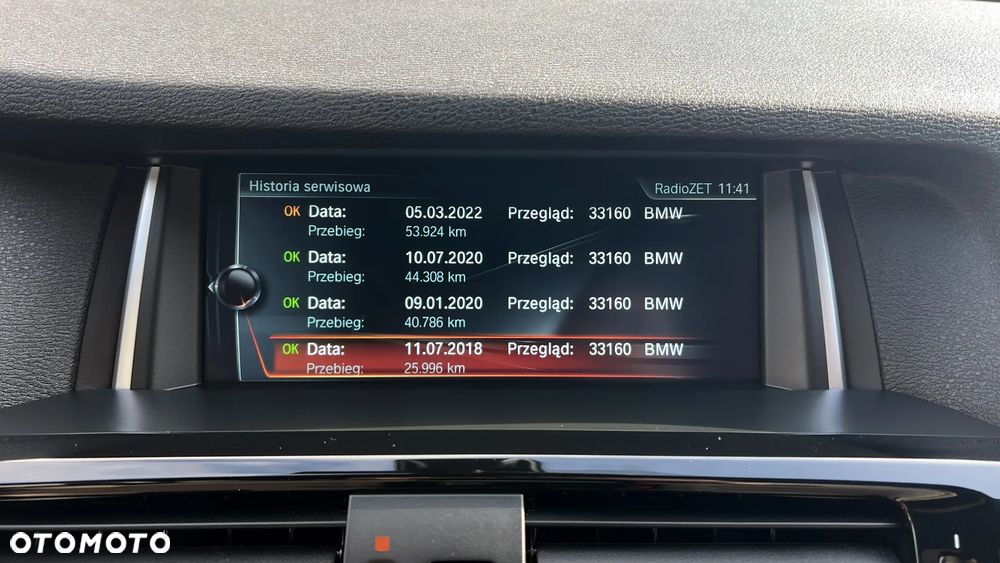 Historia serwisowa RadioZET 11:41
OK Data: 05.03.2022 Przegląd: 33160 BMW
Przebieg: 53.924 km
OK Data: 10.07.2020 Przegląd: 33160 BMW
Przebieg: 44.308 km
OK Data: 09.01.2020 Przegląd: 33160 BMW
Przebieg: 40.786 km
OK Data: 11.07.2018 Przegląd: 33160 BMW
Przebieg: 25.996 km
OTOMOTO